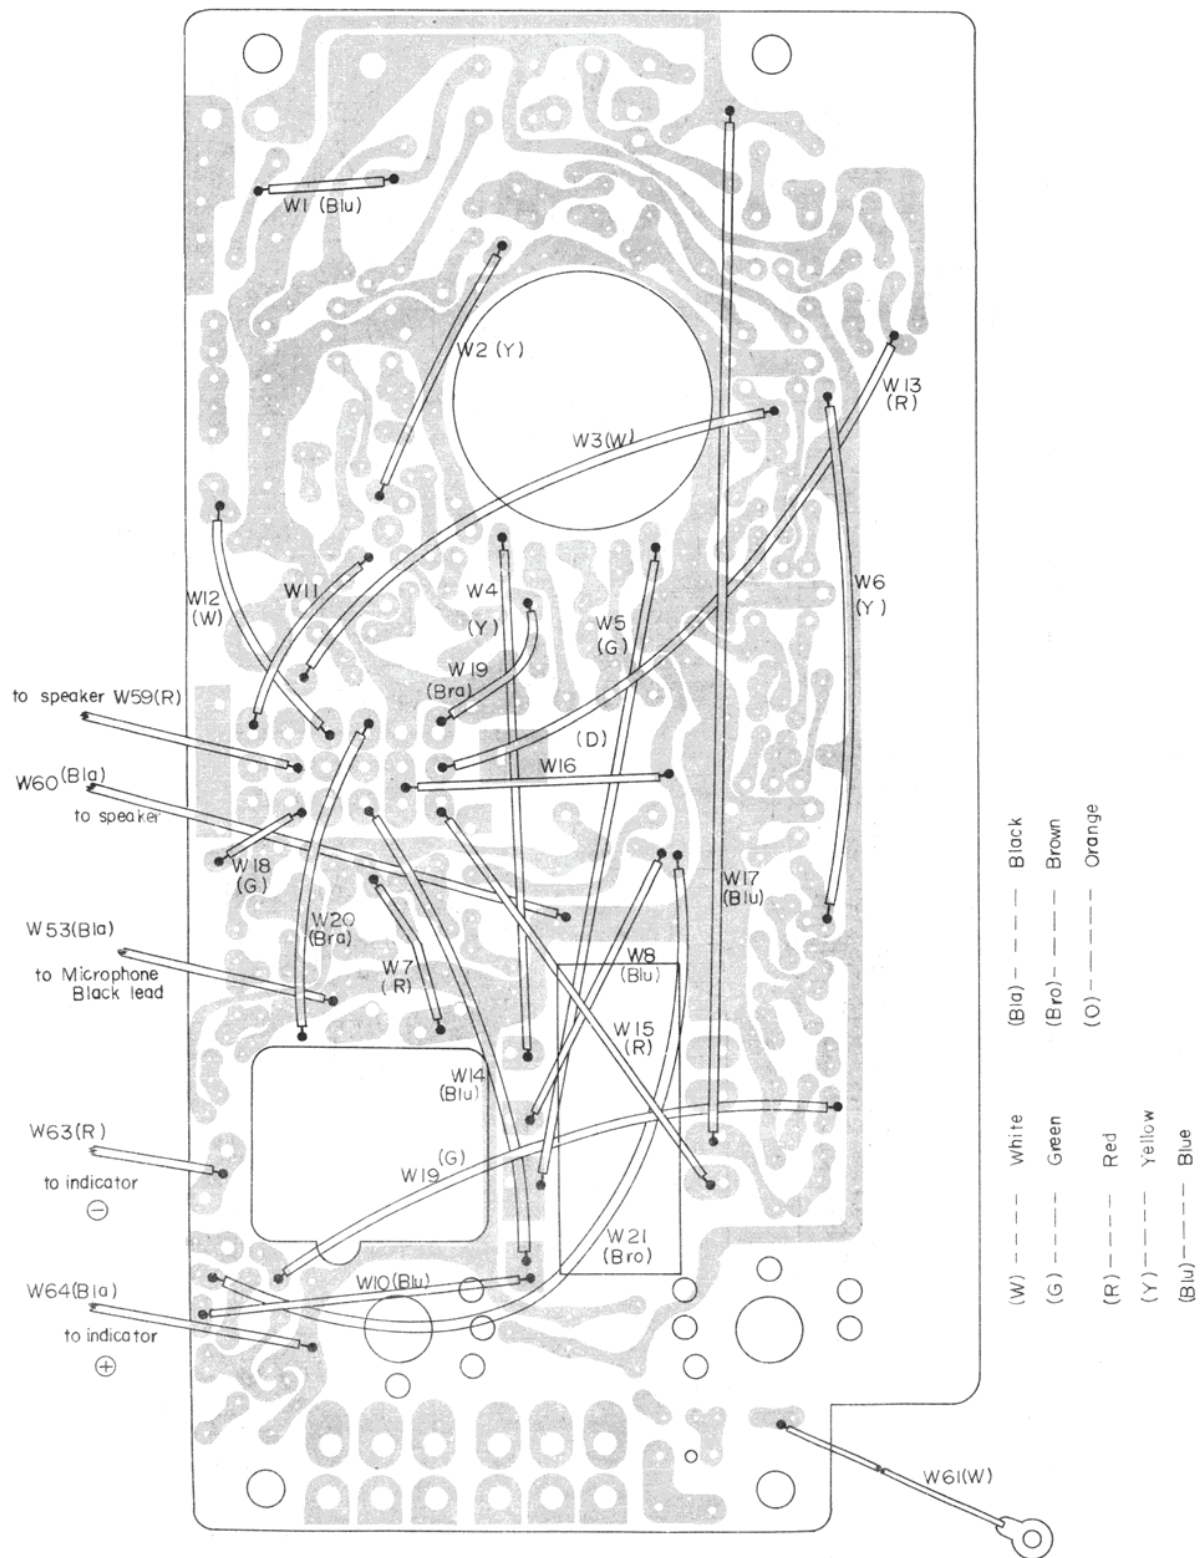 W1 (Blu)
W2 (Y)
W13
(R)
W3(W)
W12
(W)
W11
W4
(Y)
W5
(G)
W6
(Y)
W19
(Bra)
to speaker W59(R)
(D)
W16
W60(Bla)
to speaker
W18
(G)
W17
(Blu)
W20
(Bra)
W53(Bla)
to Microphone
Black lead
W7
(R)
W8
(Blu)
W15
(R)
W14
(Blu)
W63(R)
to indicator
⊖
W19 (G)
W21
(Bro)
W10(Blu)
W64(Bla)
to indicator
⊕
W61(W)
(Bla) – – – – Black
(Bro) – – – – Brown
(O) – – – – Orange
(W) – – – – White
(G) – – – – Green
(R) – – – – Red
(Y) – – – – Yellow
(Blu) – – – – Blue